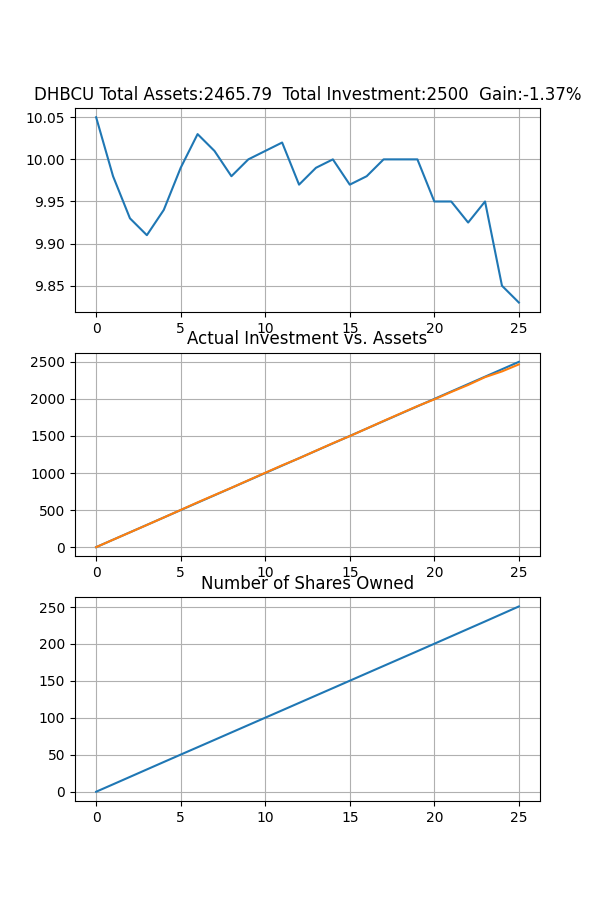 DHBCU Total Assets:2465.79  Total Investment:2500  Gain:-1.37%
10.05
10.00
9.95
9.90
9.85
0 5 10 15 20 25
Actual Investment vs. Assets
2500
2000
1500
1000
500
0
0 5 10 15 20 25
Number of Shares Owned
250
200
150
100
50
0
0 5 10 15 20 25